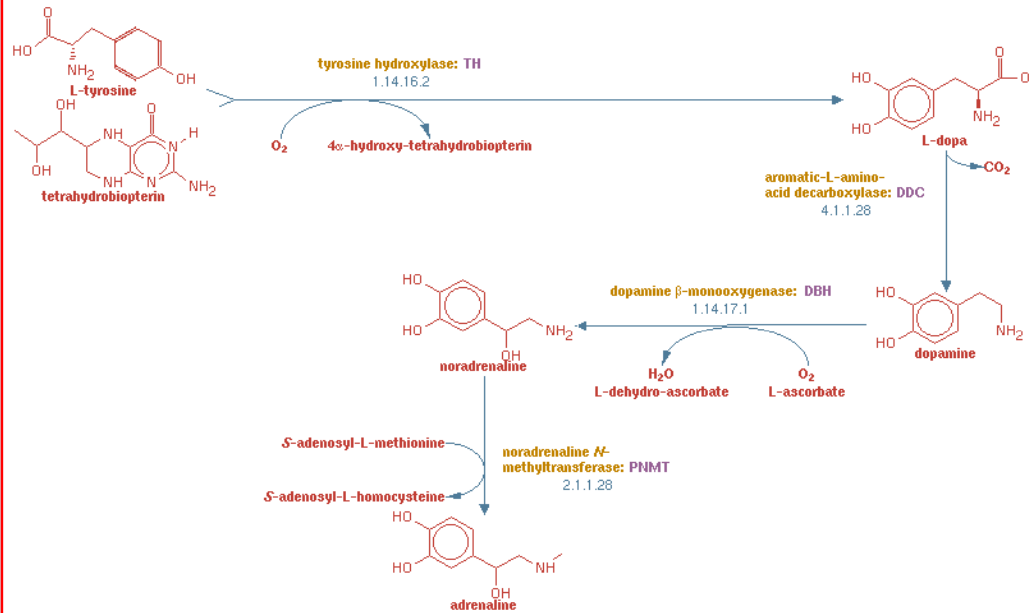 O
HO
NH2
OH
L-tyrosine
tyrosine hydroxylase: TH
1.14.16.2
O2
4α-hydroxy-tetrahydrobiopterin
OH
OH
NH
NH
O
N
H
N
NH2
tetrahydrobiopterin
HO
HO
O
O
NH2
L-dopa
CO2
aromatic-L-amino-
acid decarboxylase: DDC
4.1.1.28
HO
HO
NH2
dopamine
dopamine β-monooxygenase: DBH
1.14.17.1
H2O
L-dehydro-ascorbate
O2
L-ascorbate
HO
HO
NH2
OH
noradrenaline
S-adenosyl-L-methionine
noradrenaline N-
methyltransferase: PNMT
2.1.1.28
S-adenosyl-L-homocysteine
HO
HO
NH
OH
adrenaline